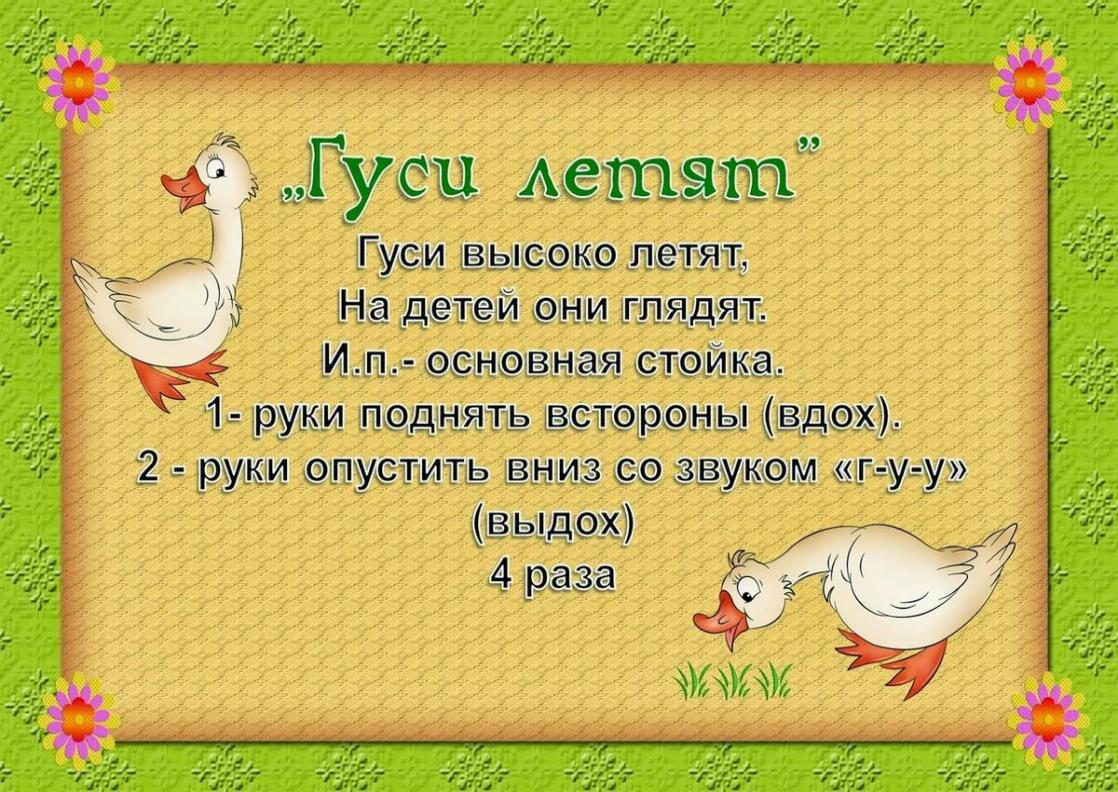 „Гуси летят”
Гуси высоко летят,
На детей они глядят.
И.п.- основная стойка.
1- руки поднять встороны (вдох).
2 - руки опустить вниз со звуком «г-у-у»
(выдох)
4 раза